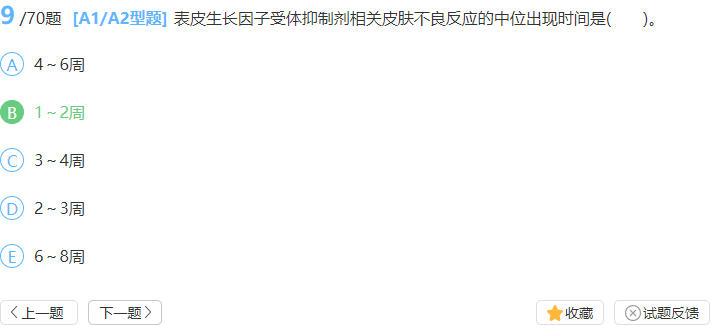 9 /70题 [A1/A2型题] 表皮生长因子受体抑制剂相关皮肤不良反应的中位出现时间是( )。
A 4～6周
B 1～2周
C 3～4周
D 2～3周
E 6～8周
上一题 下一题 收藏 试题反馈